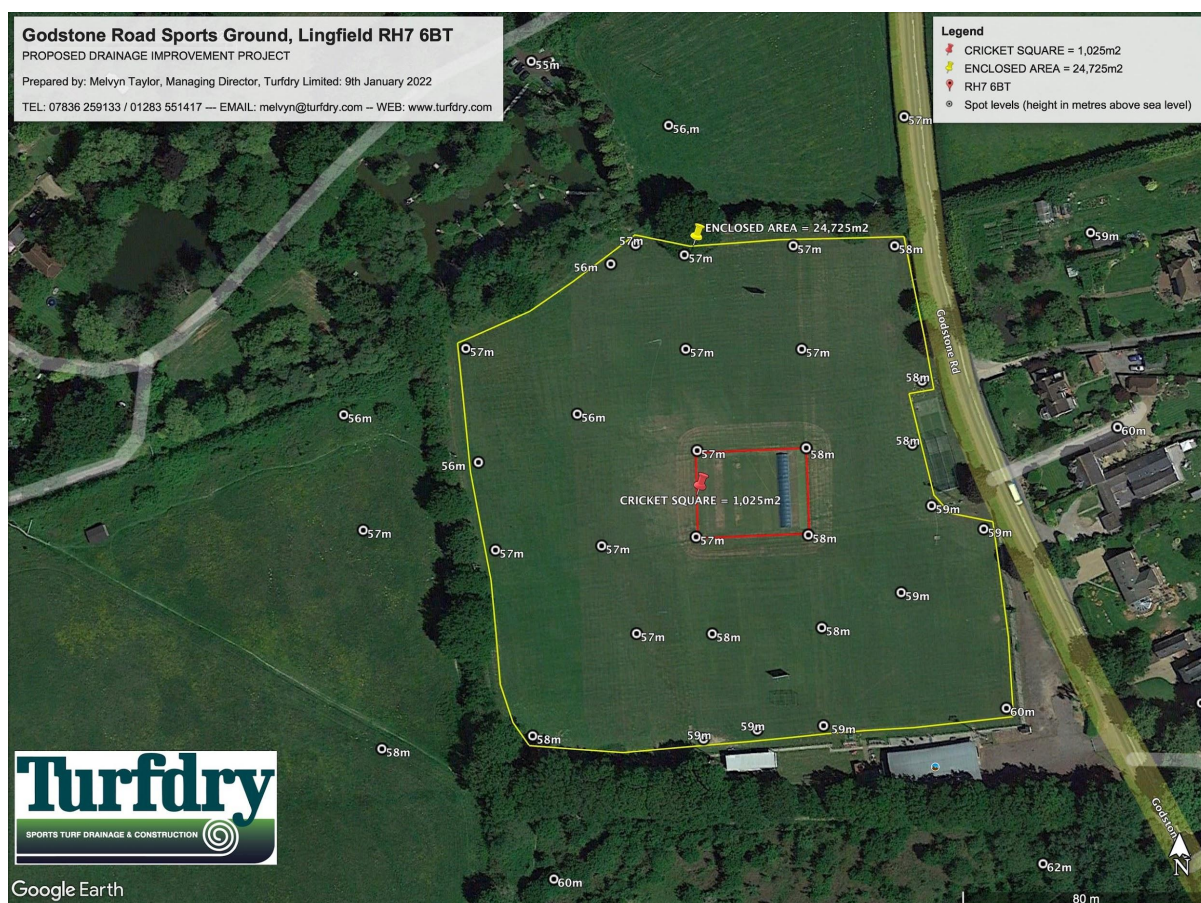 Godstone Road Sports Ground, Lingfield RH7 6BT
PROPOSED DRAINAGE IMPROVEMENT PROJECT
Prepared by: Melvyn Taylor, Managing Director, Turfdry Limited: 9th January 2022
TEL: 07836 259133 / 01283 551417 --- EMAIL: melvyn@turfdry.com -- WEB: www.turfdry.com
Legend
CRICKET SQUARE = 1,025m2
ENCLOSED AREA = 24,725m2
RH7 6BT
Spot levels (height in metres above sea level)
55m
56,m
57m
59m
ENCLOSED AREA = 24,725m2
57m
57m
57m
58m
56m
57m
57m
57m
Godstone Rd
58m
56m
56m
60m
58m
57m
58m
56m
CRICKET SQUARE = 1,025m2
59m
57m
59m
57m
58m
57m
57m
59m
57m
58m
58m
60m
58m
59m
59m
59m
58m
Turfdry
SPORTS TURF DRAINAGE & CONSTRUCTION
Godston
N
60m
62m
Google Earth
80 m